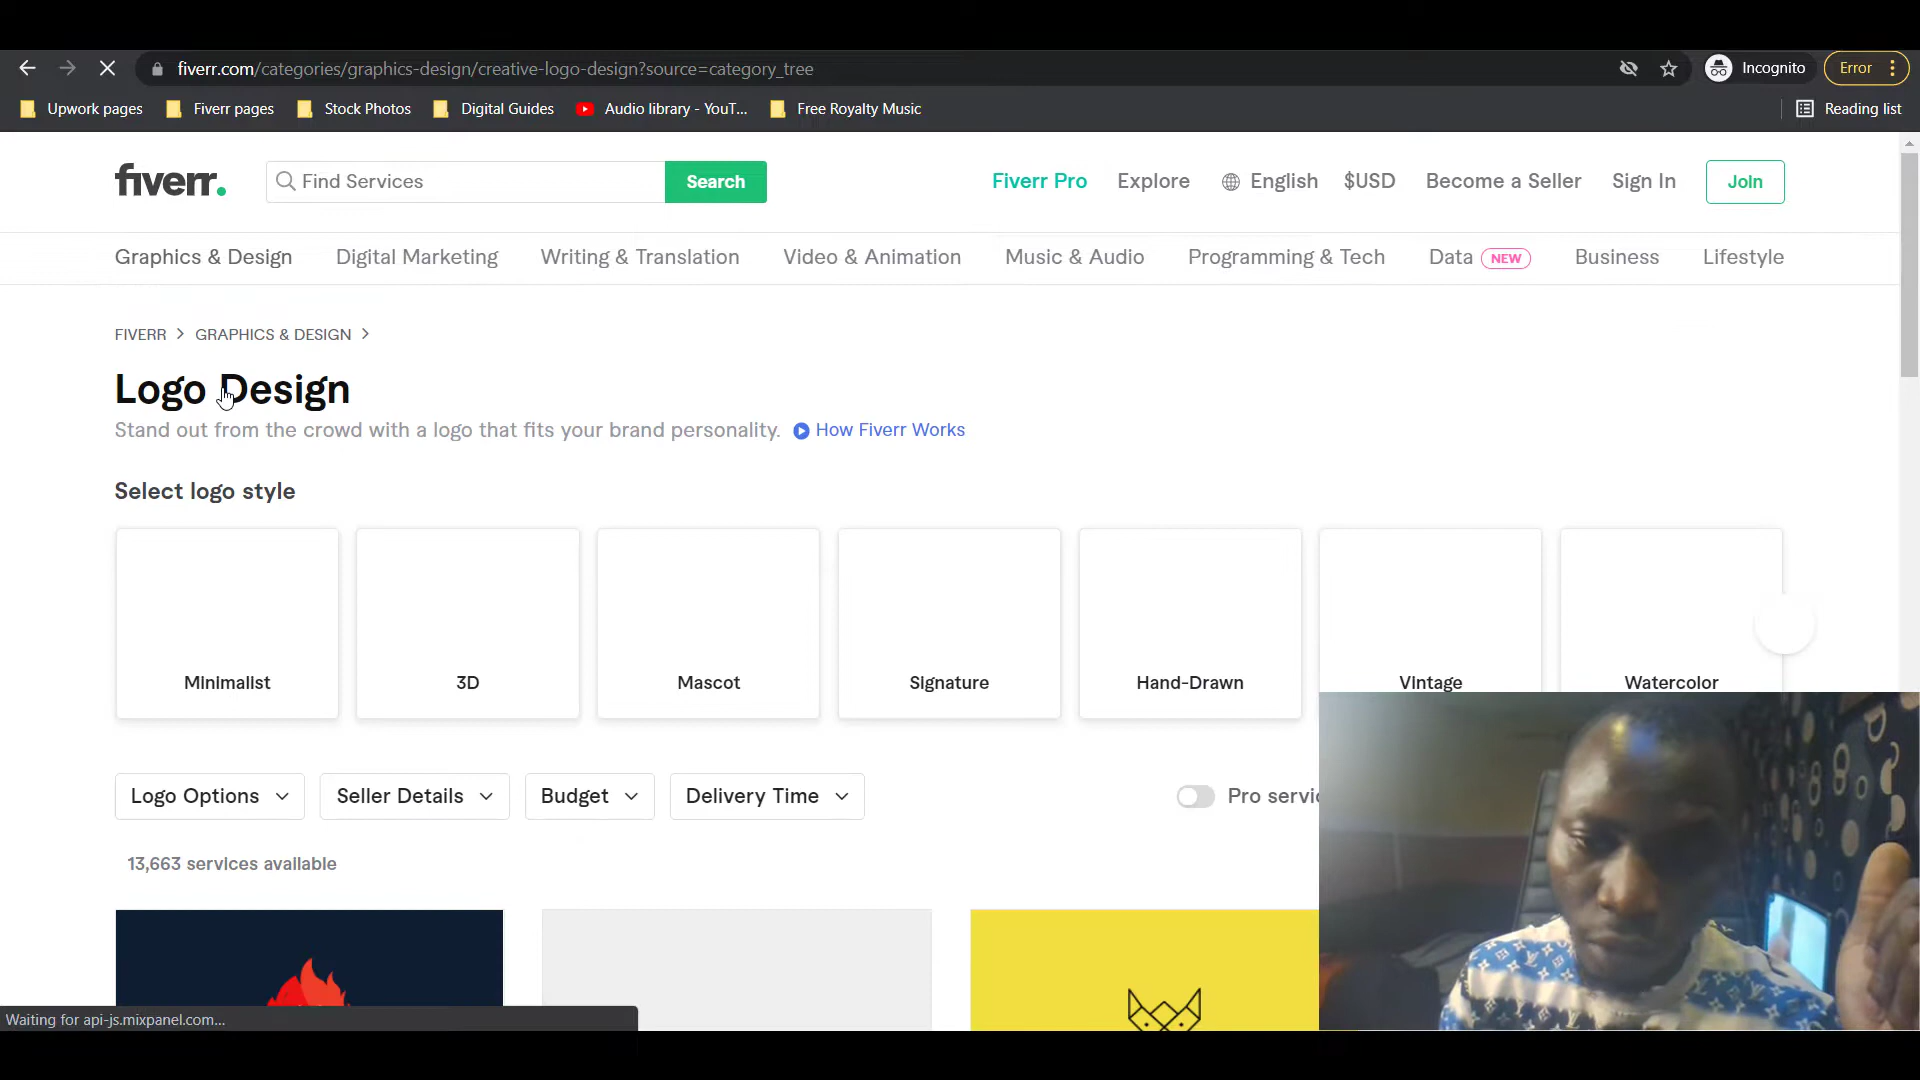 fiverr.com/categories/graphics-design/creative-logo-design?source=category_tree
Incognito
Error
Upwork pages
Fiverr pages
Stock Photos
Digital Guides
Audio library - YouT...
Free Royalty Music
Reading list
fiverr.
Find Services
Search
Fiverr Pro
Explore
English
$USD
Become a Seller
Sign In
Join
Graphics & Design
Digital Marketing
Writing & Translation
Video & Animation
Music & Audio
Programming & Tech
Data NEW
Business
Lifestyle
FIVERR > GRAPHICS & DESIGN >
Logo Design
Stand out from the crowd with a logo that fits your brand personality.
How Fiverr Works
Select logo style
Minimalist
3D
Mascot
Signature
Hand-Drawn
Vintage
Watercolor
Logo Options
Seller Details
Budget
Delivery Time
Pro servic
13,663 services available
Waiting for api-js.mixpanel.com...